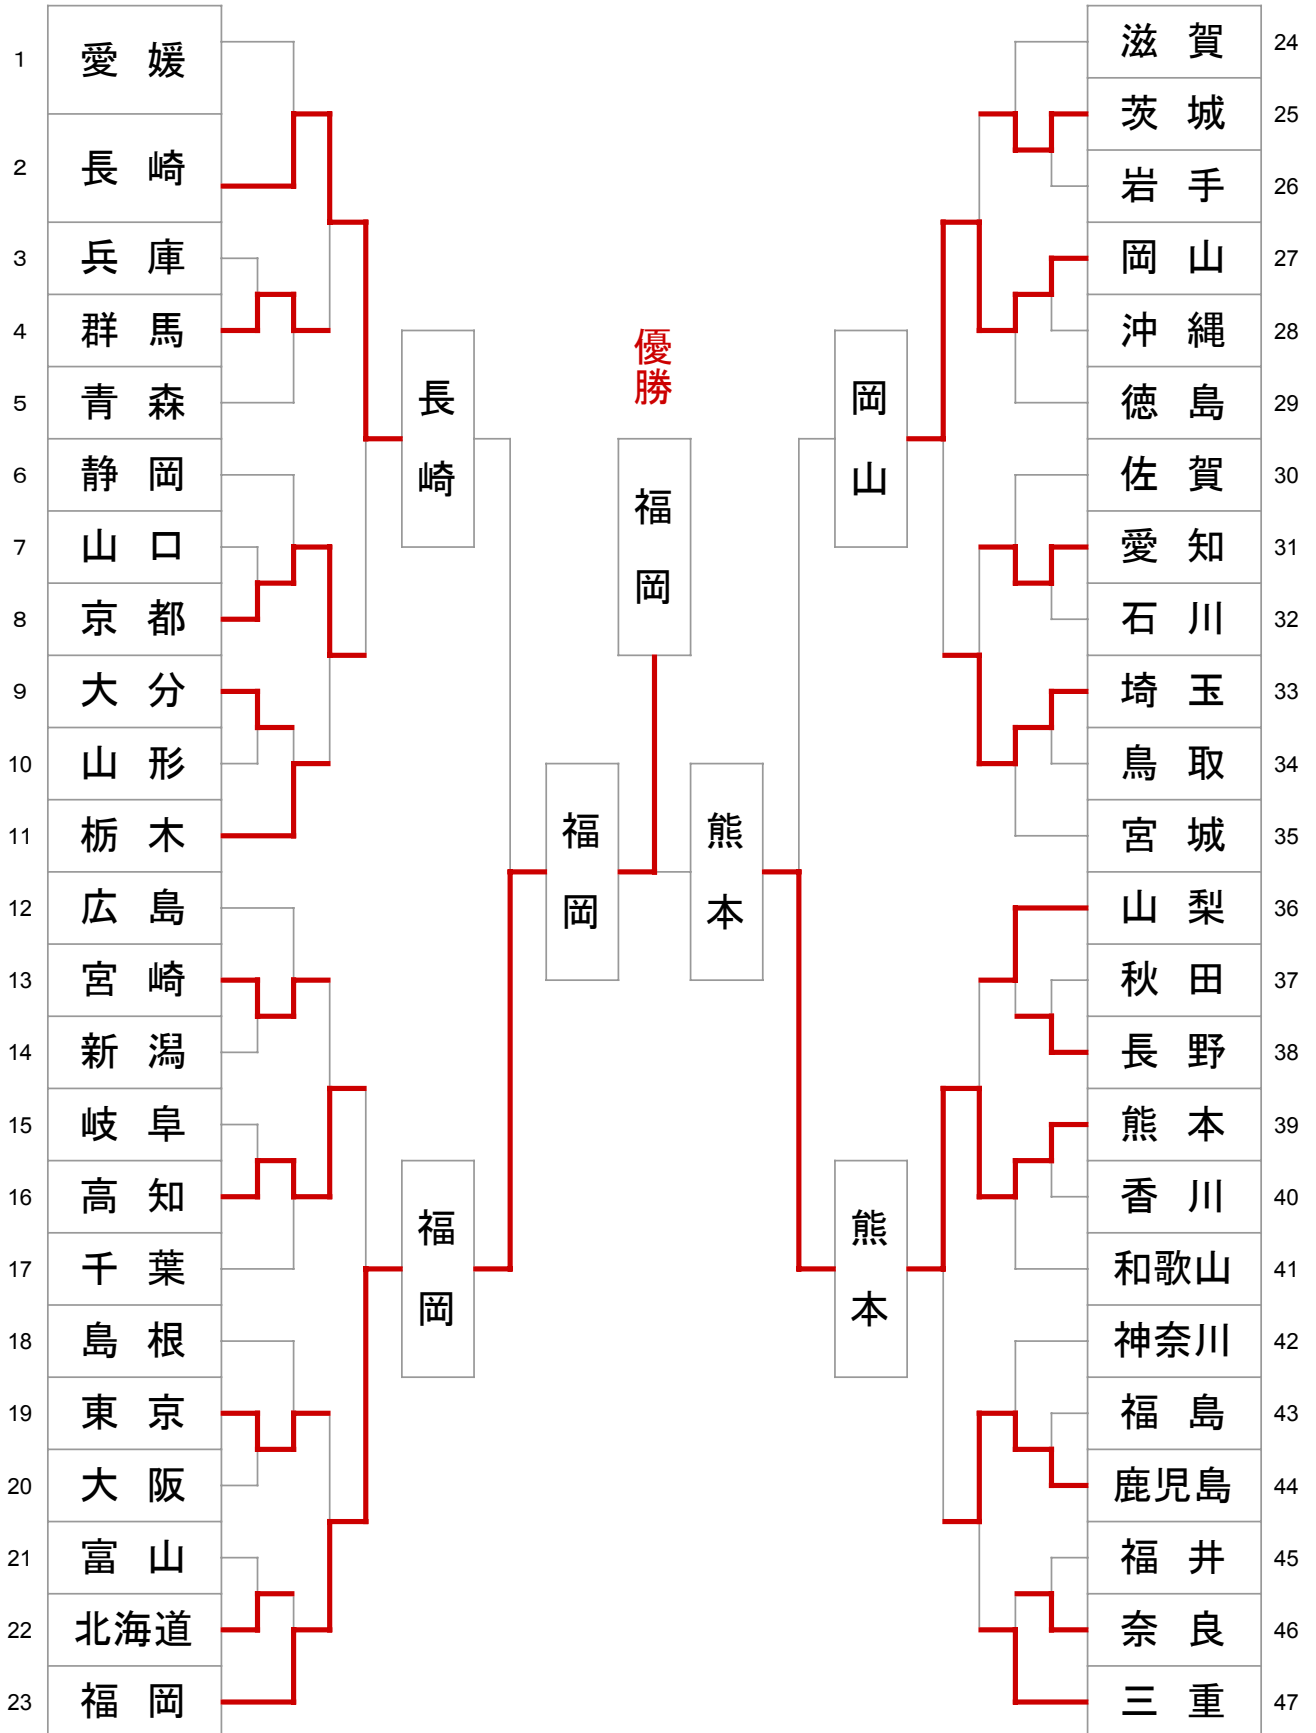 1 愛媛
2 長崎
3 兵庫
4 群馬
5 青森
6 静岡
7 山口
8 京都
9 大分
10 山形
11 栃木
12 広島
13 宮崎
14 新潟
15 岐阜
16 高知
17 千葉
18 島根
19 東京
20 大阪
21 富山
22 北海道
23 福岡
長崎
福岡
福岡
優勝
福岡
熊本
岡山
熊本
滋賀 24
茨城 25
岩手 26
岡山 27
沖縄 28
徳島 29
佐賀 30
愛知 31
石川 32
埼玉 33
鳥取 34
宮城 35
山梨 36
秋田 37
長野 38
熊本 39
香川 40
和歌山 41
神奈川 42
福島 43
鹿児島 44
福井 45
奈良 46
三重 47